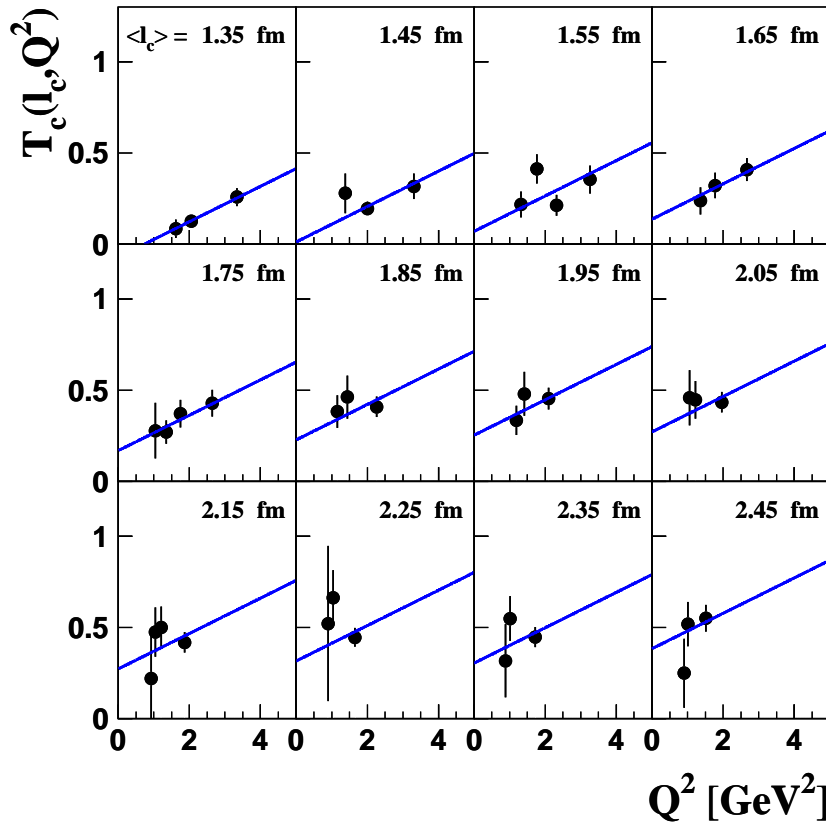 T_c(l_c,Q^2)
<l_c> = 1.35 fm 1.45 fm 1.55 fm 1.65 fm
1
0.5
0
1.75 fm 1.85 fm 1.95 fm 2.05 fm
1
0.5
0
2.15 fm 2.25 fm 2.35 fm 2.45 fm
1
0.5
0
0 2 4 0 2 4 0 2 4 0 2 4
Q^2 [GeV^2]